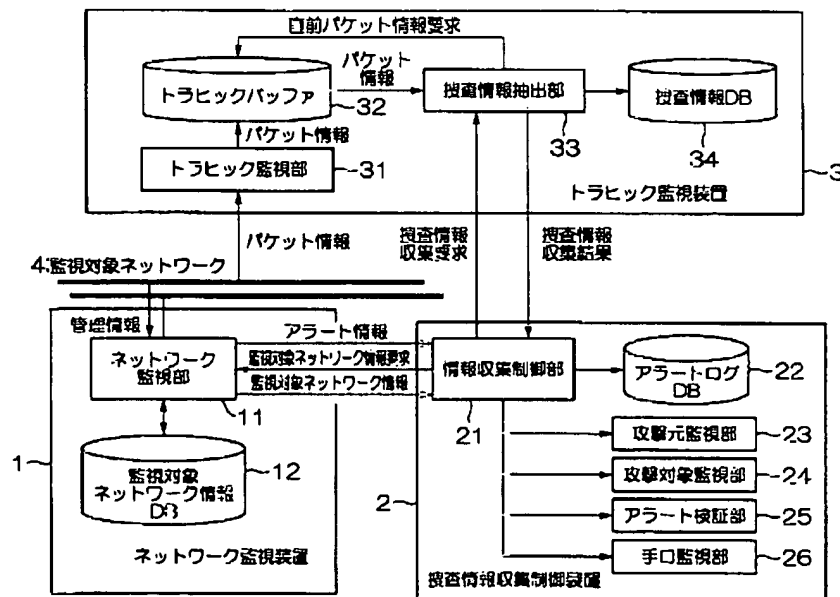 直前パケット情報要求
トラヒックバッファ
32
パケット
情報
捜査情報抽出部
33
捜査情報DB
34
パケット情報
トラヒック監視部
31
トラヒック監視装置
3
パケット情報
捜査情報
収集要求
捜査情報
収集結果
4:監視対象ネットワーク
管理情報
アラート情報
監視対象ネットワーク情報要求
監視対象ネットワーク情報
ネットワーク
監視部
11
情報収集制御部
21
アラートログ
DB
22
攻撃元監視部
23
攻撃対象監視部
24
アラート検証部
25
手口監視部
26
1
監視対象
ネットワーク情報
DB
12
ネットワーク監視装置
2
捜査情報収集制御装置